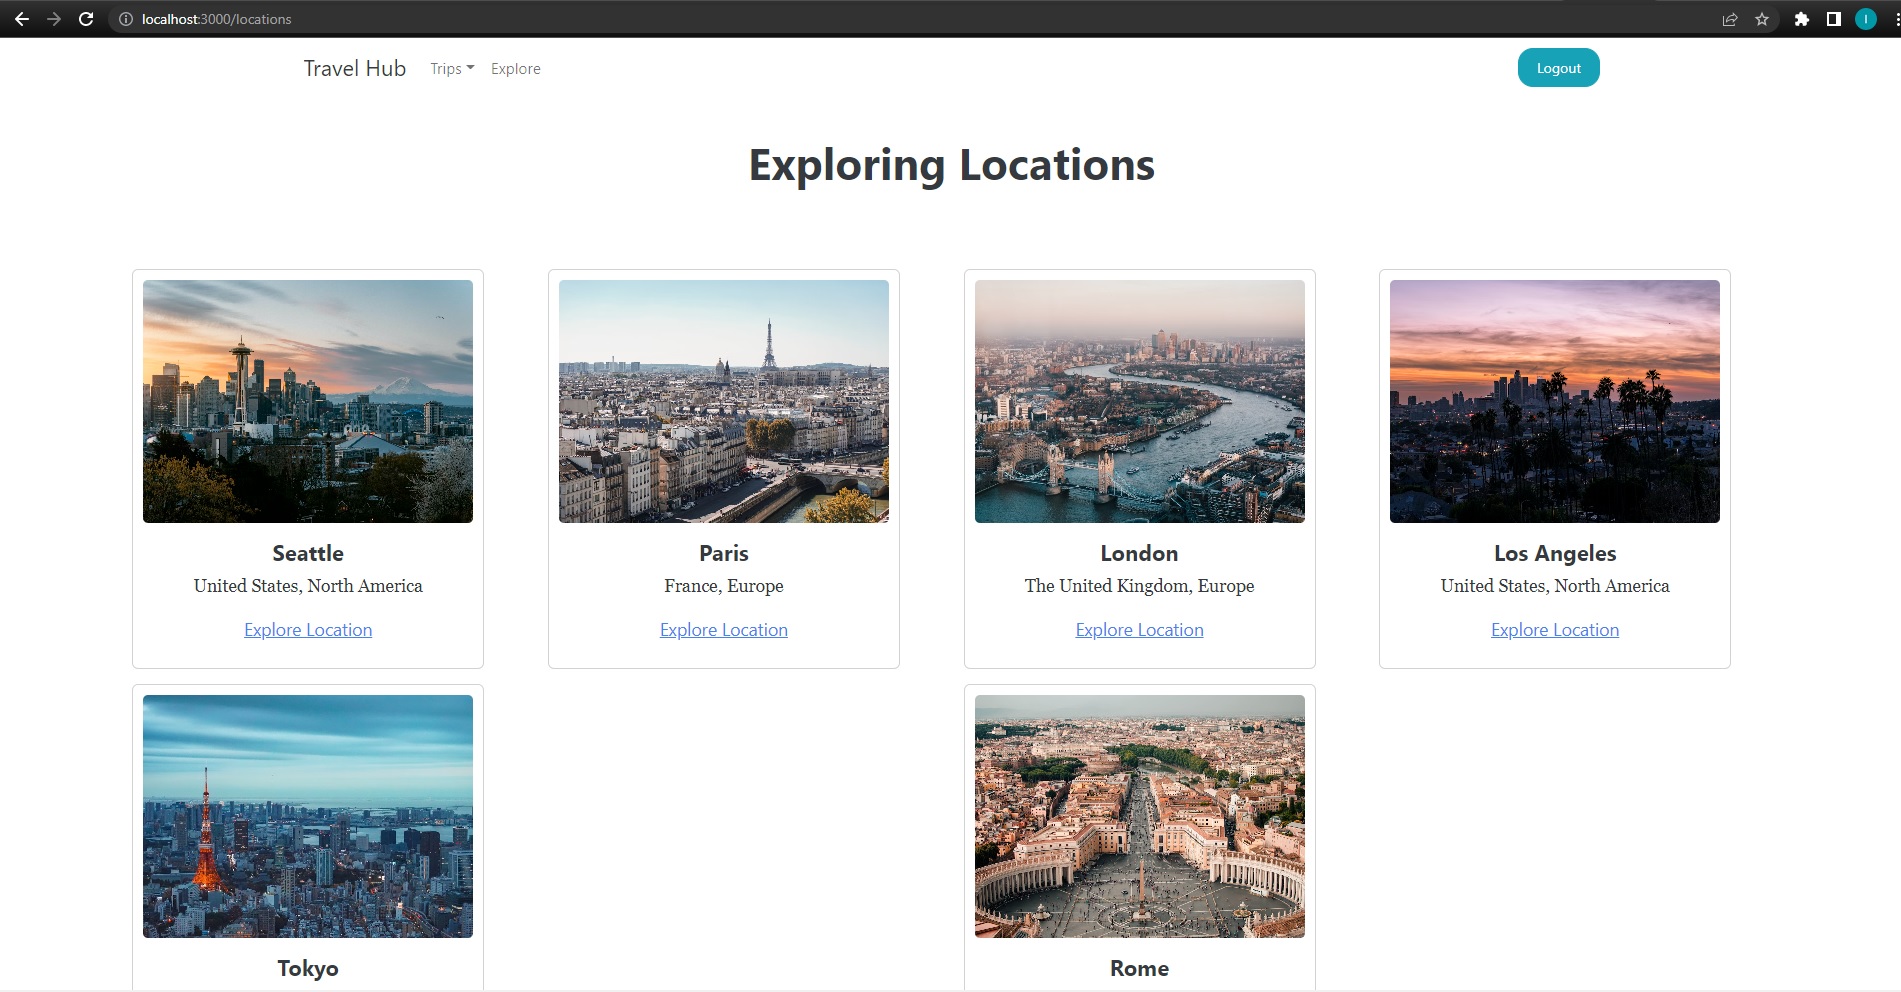 localhost:3000/locations
I
Travel Hub Trips Explore Logout
Exploring Locations
Seattle
United States, North America
Explore Location
Paris
France, Europe
Explore Location
London
The United Kingdom, Europe
Explore Location
Los Angeles
United States, North America
Explore Location
Tokyo
Rome